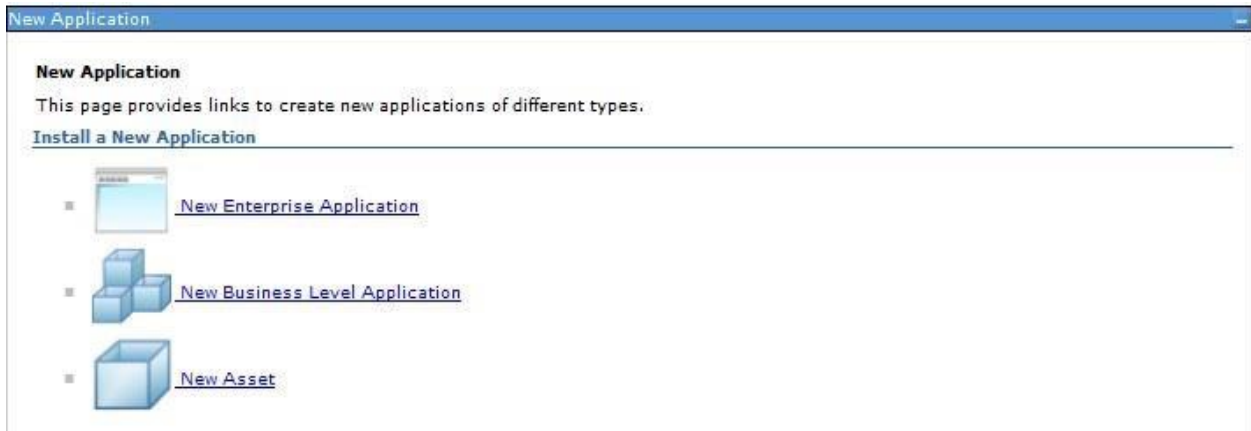 New Application
New Application
This page provides links to create new applications of different types.
Install a New Application
New Enterprise Application
New Business Level Application
New Asset